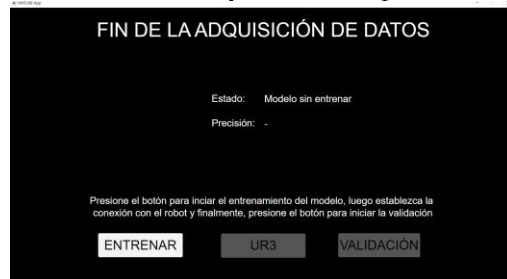 MATLAB App
FIN DE LA ADQUISICIÓN DE DATOS
Estado: Modelo sin entrenar
Precisión: -
Presione el botón para inciar el entrenamiento del modelo, luego establezca la
conexión con el robot y finalmente, presione el botón para iniciar la validación
ENTRENAR UR3 VALIDACIÓN